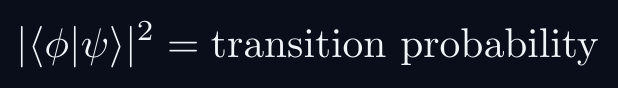 |⟨ϕ|ψ⟩|² = transition probability